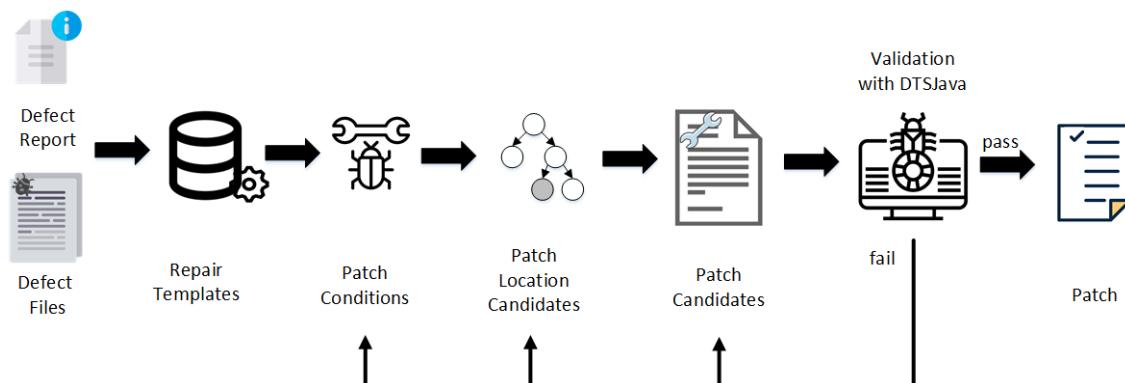 Defect
Report
Defect
Files
Repair
Templates
Patch
Conditions
Patch
Location
Candidates
Patch
Candidates
Validation
with DTSJava
pass
fail
Patch